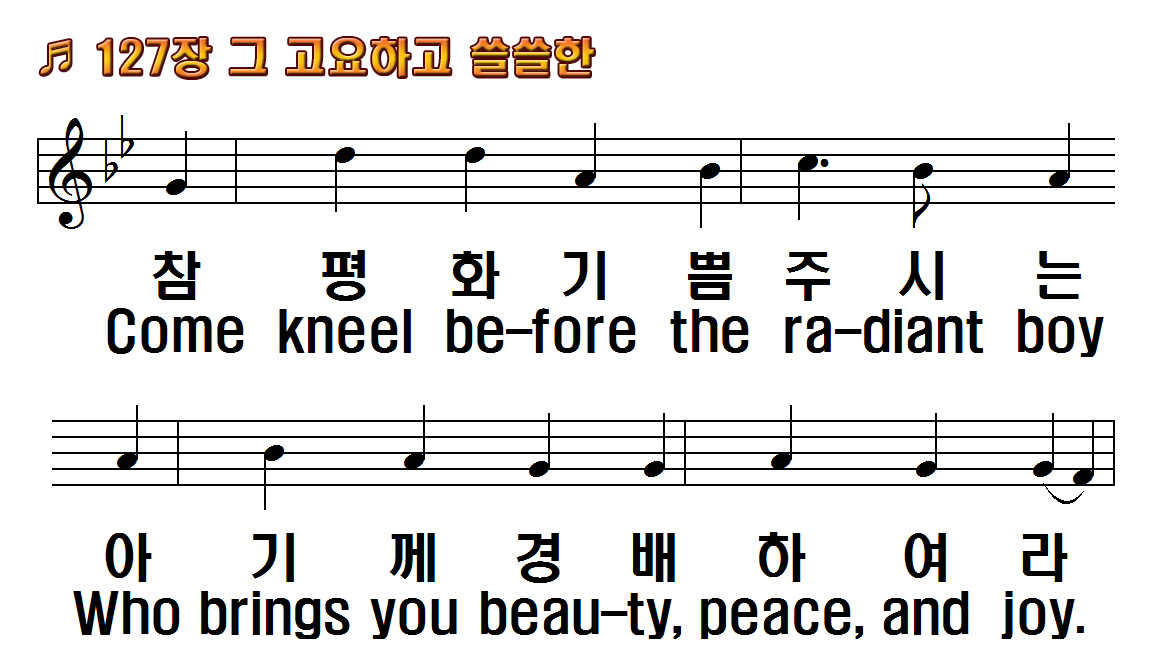 ♬ 127장 그 고요하고 쓸쓸한
참 평 화 기 쁨 주 시 는
Come kneel be-fore the ra-diant boy
아 기 께 경 배 하 여 라
Who brings you beau-ty, peace, and joy.